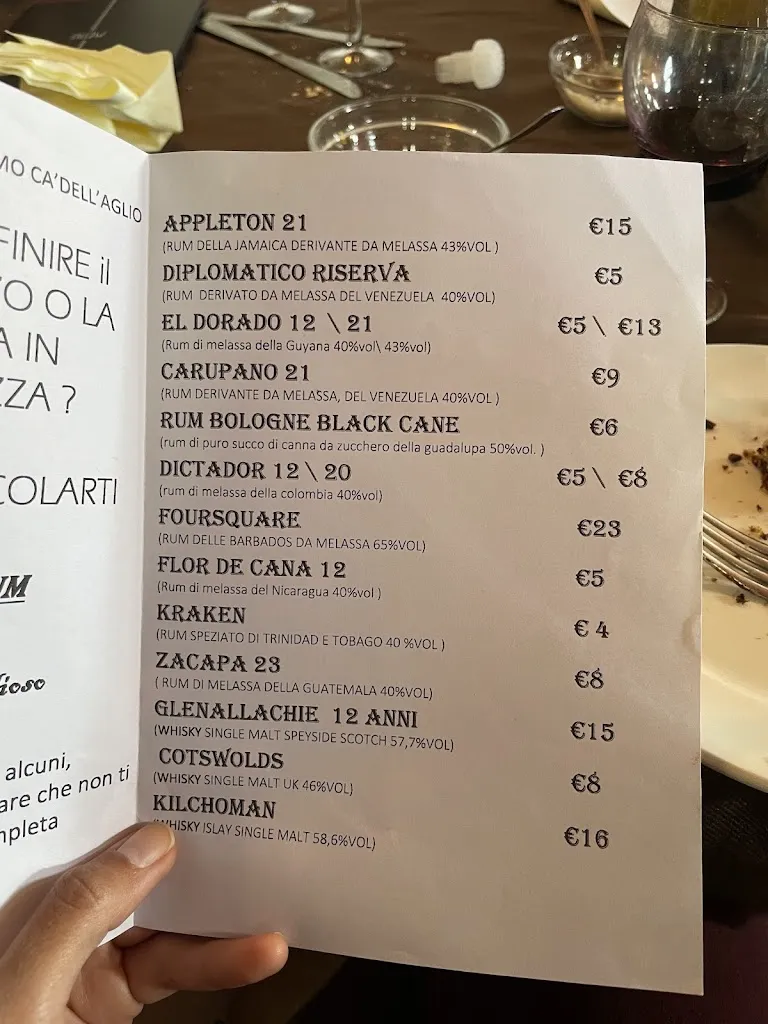 MO CA'DELL'AGLIO
FINIRE il
O O LA
A IN
ZZA ?
COLARTI
UM
ioso
alcuni,
are che non ti
mpleta
APPLETON 21 €15
(RUM DELLA JAMAICA DERIVANTE DA MELASSA 43%VOL )
DIPLOMATICO RISERVA €5
(RUM DERIVATO DA MELASSA DEL VENEZUELA 40%VOL)
EL DORADO 12 \ 21 €5 \ €13
(Rum di melassa della Guyana 40%vol\ 43%vol)
CARUPANO 21 €9
(RUM DERIVANTE DA MELASSA, DEL VENEZUELA 40%VOL )
RUM BOLOGNE BLACK CANE €6
(rum di puro succo di canna da zucchero della guadalupa 50%vol. )
DICTADOR 12 \ 20 €5 \ €8
(rum di melassa della colombia 40%vol)
FOURSQUARE €23
(RUM DELLE BARBADOS DA MELASSA 65%VOL)
FLOR DE CANA 12 €5
(Rum di melassa del Nicaragua 40%vol )
KRAKEN € 4
(RUM SPEZIATO DI TRINIDAD E TOBAGO 40 %VOL )
ZACAPA 23 €8
( RUM DI MELASSA DELLA GUATEMALA 40%VOL)
GLENALLACHIE 12 ANNI €15
(WHISKY SINGLE MALT SPEYSIDE SCOTCH 57,7%VOL)
COTSWOLDS €8
(WHISKY SINGLE MALT UK 46%VOL)
KILCHOMAN €16
WHISKY ISLAY SINGLE MALT 58,6%VOL)